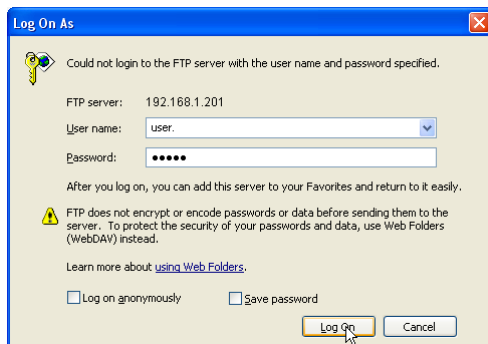 Log On As
Could not login to the FTP server with the user name and password specified.
FTP server: 192.168.1.201
User name: user.
Password: •••••
After you log on, you can add this server to your Favorites and return to it easily.
FTP does not encrypt or encode passwords or data before sending them to the
server. To protect the security of your passwords and data, use Web Folders
(WebDAV) instead.
Learn more about using Web Folders.
Log on anonymously Save password
Log On Cancel